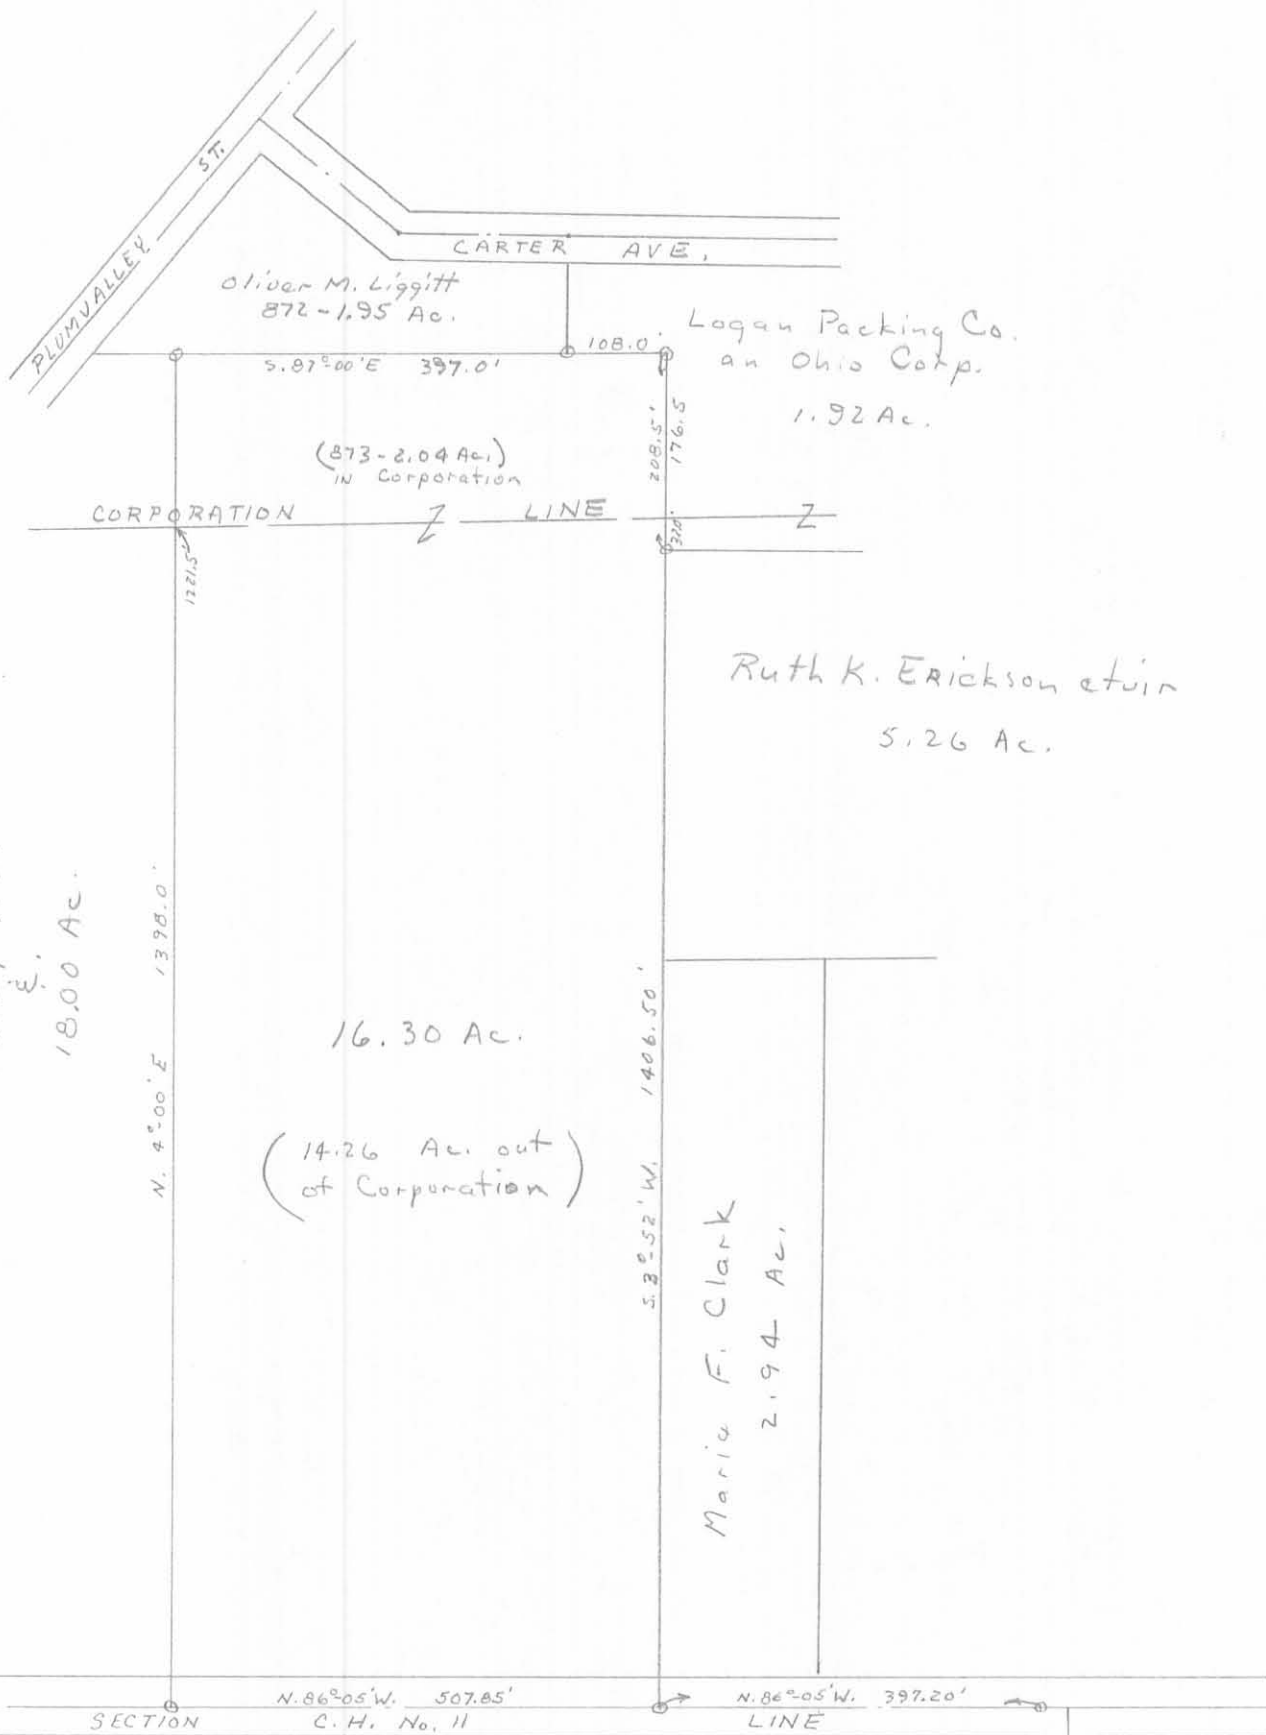 PLUMVALLEY ST.
CARTER AVE.
Oliver M. Liggitt
872-1.95 Ac.
S.87°-00'E 397.0'
108.0'
Logan Packing Co.
an Ohio Corp.
1.92 Ac.
208.5'
176.5
(873-2.04 Ac.)
IN Corporation
CORPORATION LINE
1221.5'
Ruth K. ERickson etvir
5.26 Ac.
18.00 Ac.
N. 4°-00'E 1398.0'
16.30 Ac.
(14.26 Ac. out
of Corporation)
S.3°-52'W. 1406.50'
F. Clark
2.94 Ac.
N.86°-05'W. 507.85'
N.86°-05'W. 397.20'
SECTION C.H. No. 11 LINE